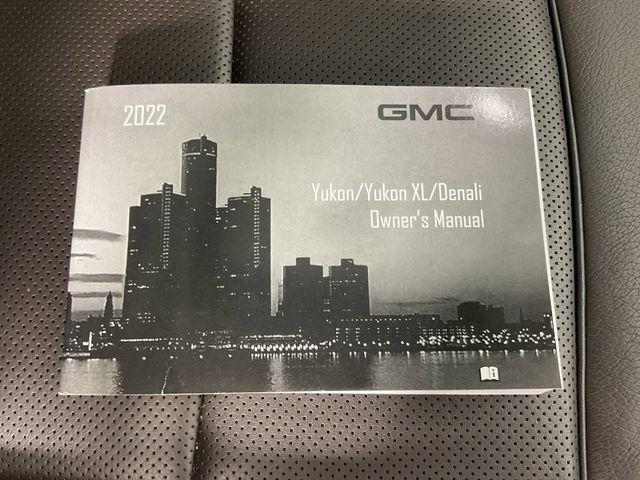 2022
GMC
Yukon/Yukon XL/Denali
Owner's Manual